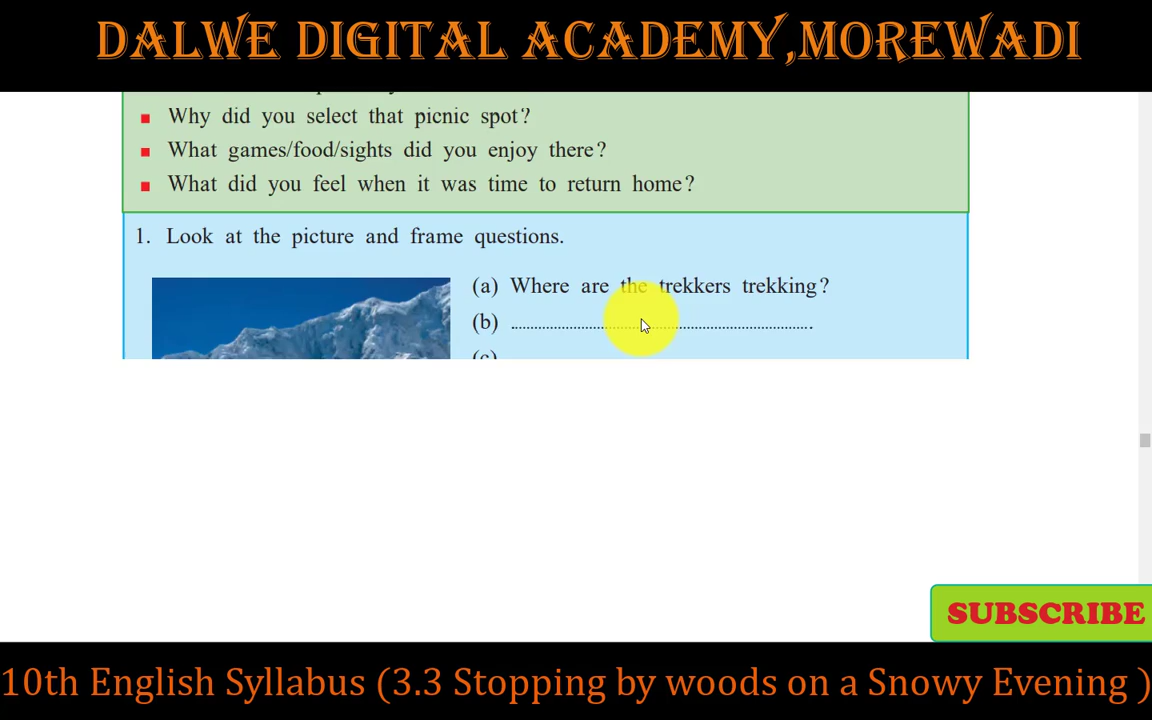 DALWE DIGITAL ACADEMY,MOREWADI
Why did you select that picnic spot?
What games/food/sights did you enjoy there?
What did you feel when it was time to return home?
1. Look at the picture and frame questions.
(a) Where are the trekkers trekking?
(b) ..............................................................................
(c)
SUBSCRIBE
10th English Syllabus (3.3 Stopping by woods on a Snowy Evening )